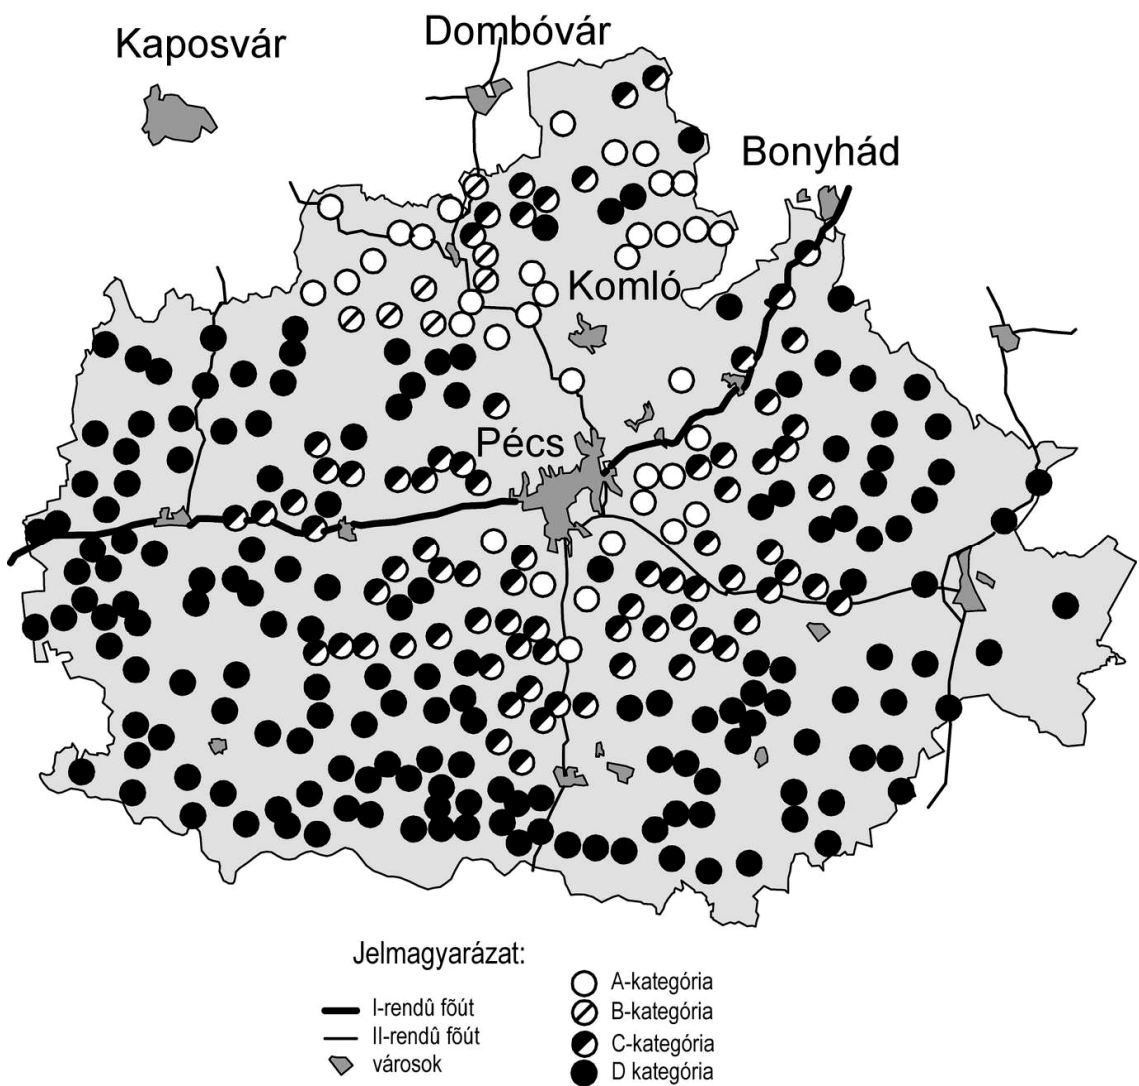 Kaposvár
Dombóvár
Bonyhád
Komló
Pécs
Jelmagyarázat:
I-rendû fõút
II-rendû fõút
városok
A-kategória
B-kategória
C-kategória
D kategória